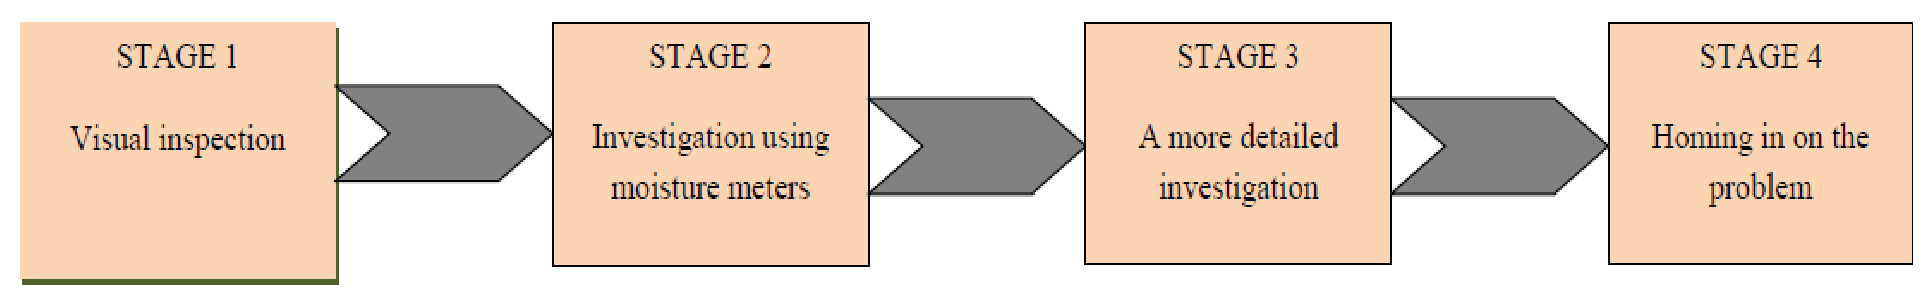 STAGE 1
Visual inspection
STAGE 2
Investigation using
moisture meters
STAGE 3
A more detailed
investigation
STAGE 4
Homing in on the
problem